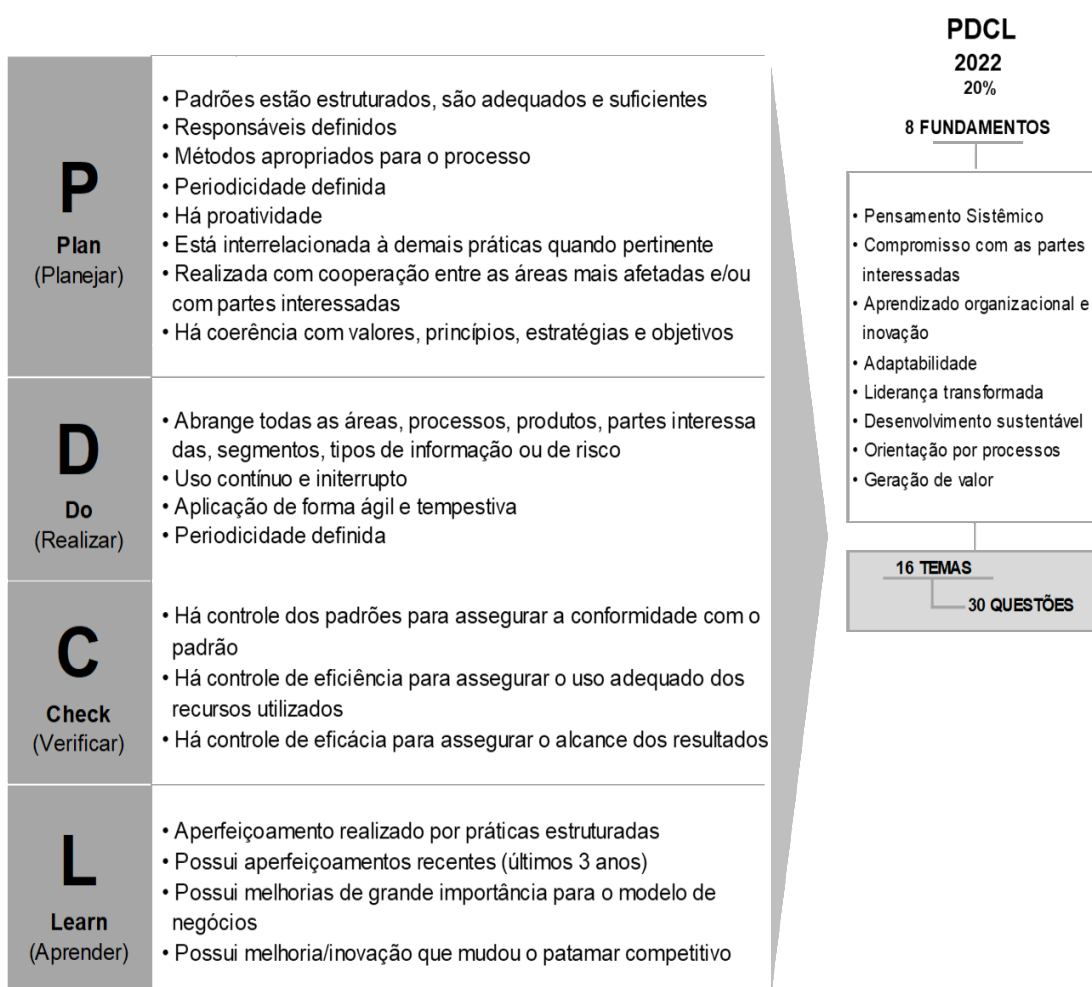 P
Plan
(Planejar)
• Padrões estão estruturados, são adequados e suficientes
• Responsáveis definidos
• Métodos apropriados para o processo
• Periodicidade definida
• Há proatividade
• Está interrelacionada à demais práticas quando pertinente
• Realizada com cooperação entre as áreas mais afetadas e/ou
com partes interessadas
• Há coerência com valores, princípios, estratégias e objetivos
D
Do
(Realizar)
• Abrange todas as áreas, processos, produtos, partes interessa
das, segmentos, tipos de informação ou de risco
• Uso contínuo e initerrupto
• Aplicação de forma ágil e tempestiva
• Periodicidade definida
C
Check
(Verificar)
• Há controle dos padrões para assegurar a conformidade com o
padrão
• Há controle de eficiência para assegurar o uso adequado dos
recursos utilizados
• Há controle de eficácia para assegurar o alcance dos resultados
L
Learn
(Aprender)
• Aperfeiçoamento realizado por práticas estruturadas
• Possui aperfeiçoamentos recentes (últimos 3 anos)
• Possui melhorias de grande importância para o modelo de
negócios
• Possui melhoria/inovação que mudou o patamar competitivo
PDCL
2022
20%
8 FUNDAMENTOS
• Pensamento Sistêmico
• Compromisso com as partes
interessadas
• Aprendizado organizacional e
inovação
• Adaptabilidade
• Liderança transformada
• Desenvolvimento sustentável
• Orientação por processos
• Geração de valor
16 TEMAS
30 QUESTÕES